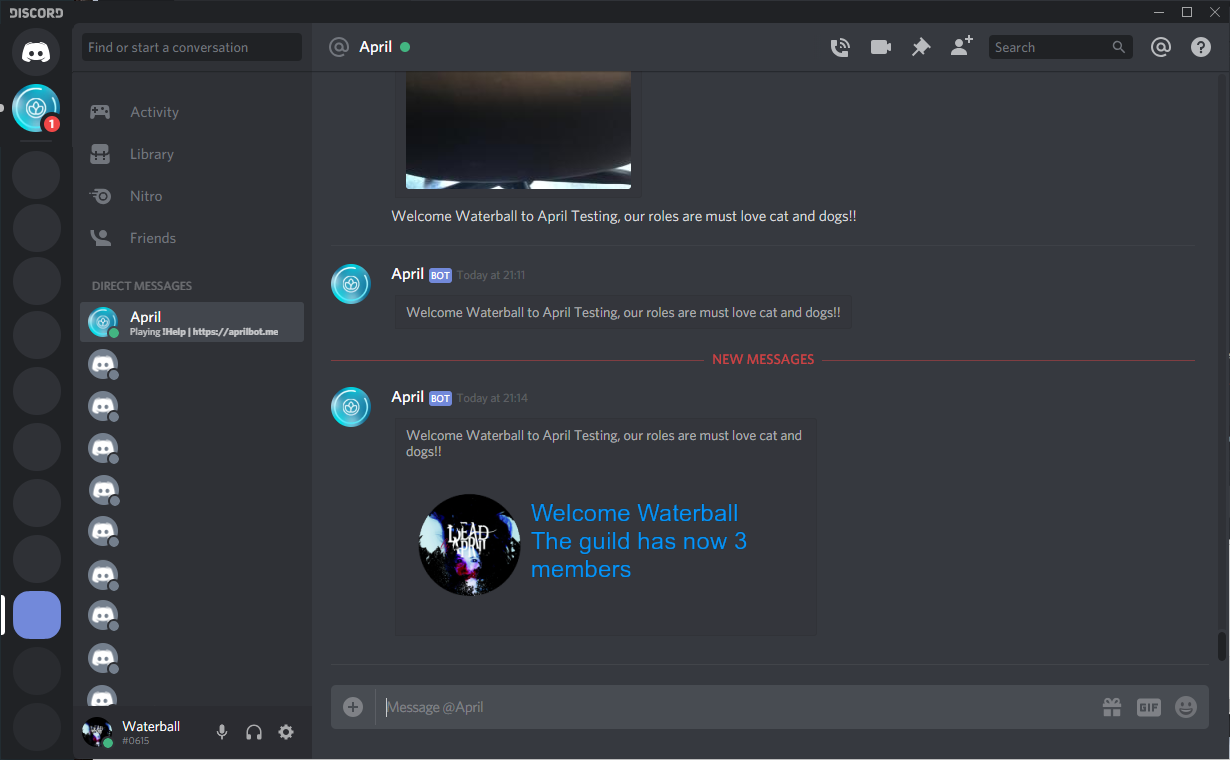 DISCORD
Find or start a conversation
April
Search
1
Activity
Library
Nitro
Friends
DIRECT MESSAGES
April
Playing !Help | https://aprilbot.me
Waterball
#0615
Welcome Waterball to April Testing, our roles are must love cat and dogs!!
April BOT Today at 21:11
Welcome Waterball to April Testing, our roles are must love cat and dogs!!
NEW MESSAGES
April BOT Today at 21:14
Welcome Waterball to April Testing, our roles are must love cat and
dogs!!
DEAD
APRIL
Welcome Waterball
The guild has now 3
members
Message @April
GIF